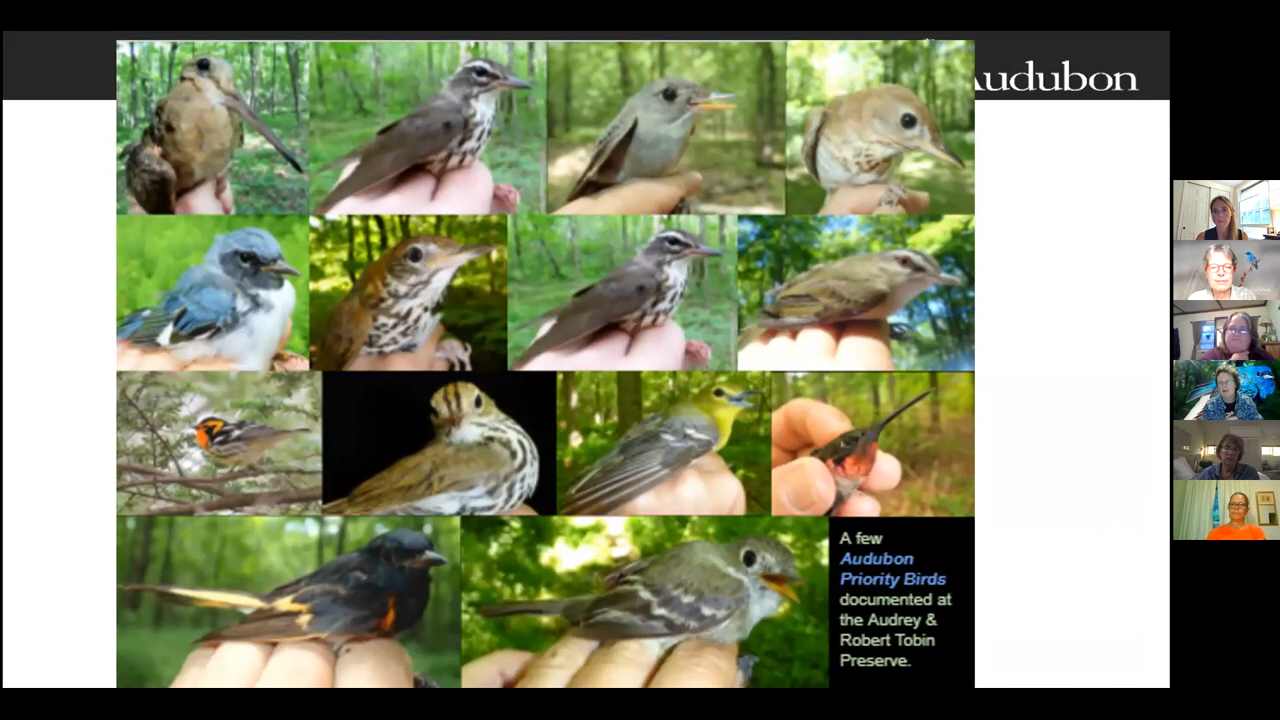 Audubon
A few
Audubon
Priority Birds
documented at
the Audrey &
Robert Tobin
Preserve.